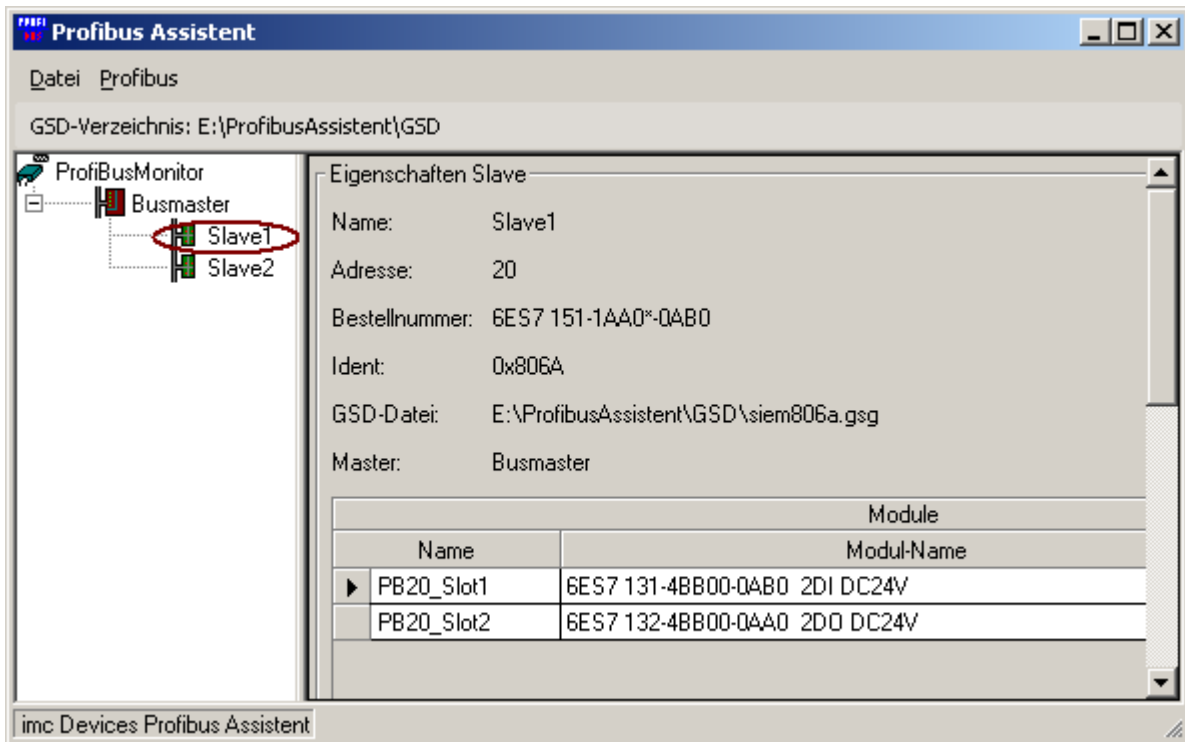 Profibus Assistent
Datei Profibus
GSD-Verzeichnis: E:\ProfibusAssistent\GSD
ProfiBusMonitor
Busmaster
Slave1
Slave2
Eigenschaften Slave
Name: Slave1
Adresse: 20
Bestellnummer: 6ES7 151-1AA0*-0AB0
Ident: 0x806A
GSD-Datei: E:\ProfibusAssistent\GSD\siem806a.gsg
Master: Busmaster
Module
Name Modul-Name
PB20_Slot1 6ES7 131-4BB00-0AB0 2DI DC24V
PB20_Slot2 6ES7 132-4BB00-0AA0 2DO DC24V
imc Devices Profibus Assistent